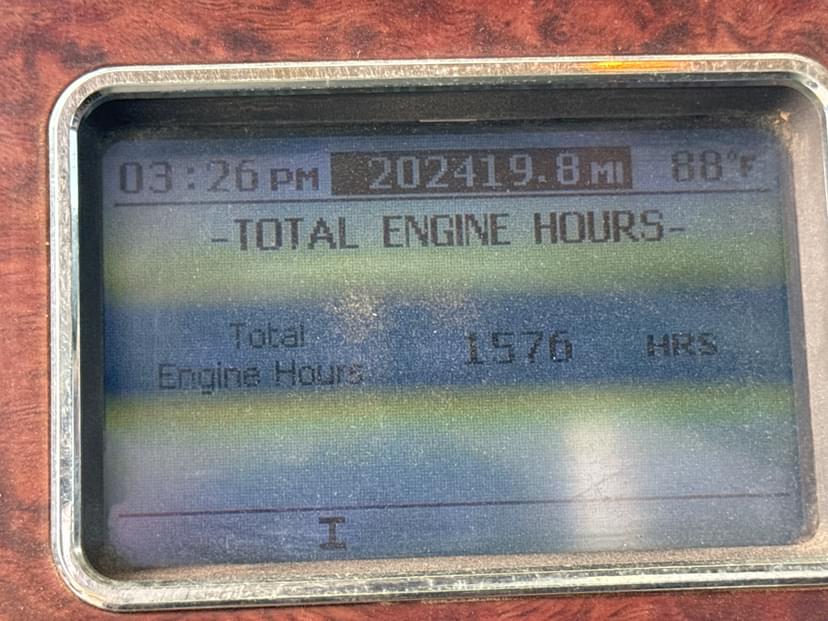 03:26 PM 202419.8 MI 88°F
-TOTAL ENGINE HOURS-
Total
Engine Hours 1576 HRS
I